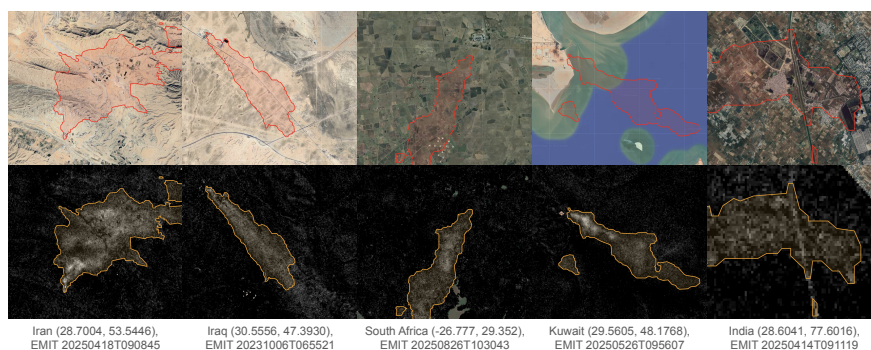 Iran (28.7004, 53.5446),
EMIT 20250418T090845
Iraq (30.5556, 47.3930),
EMIT 20231006T065521
South Africa (-26.777, 29.352),
EMIT 20250826T103043
Kuwait (29.5605, 48.1768),
EMIT 20250526T095607
India (28.6041, 77.6016),
EMIT 20250414T091119